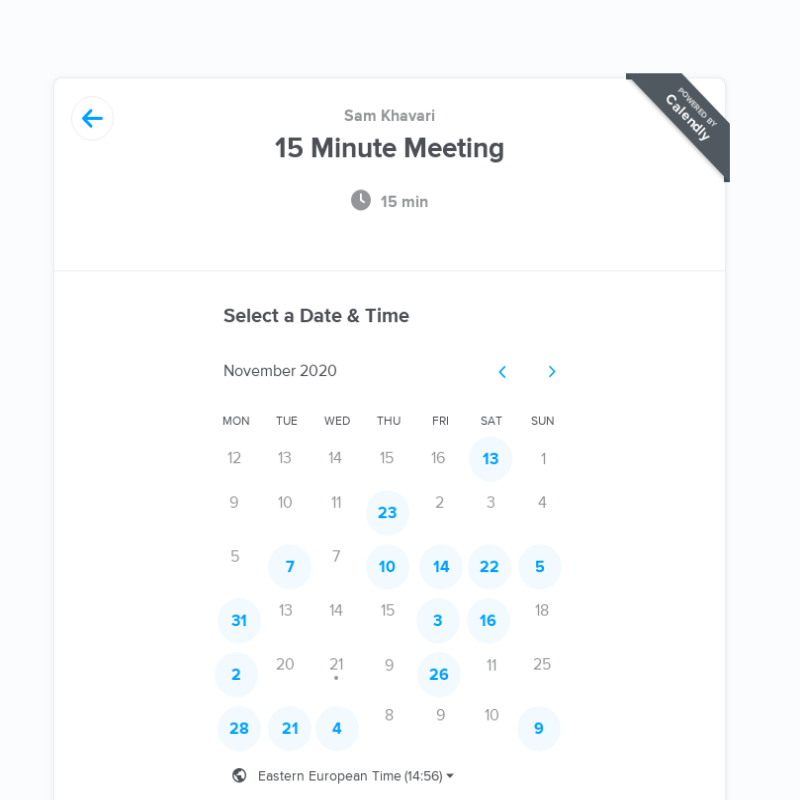 POWERED BY
Calendly
Sam Khavari
15 Minute Meeting
15 min
Select a Date & Time
November 2020
MON TUE WED THU FRI SAT SUN
12 13 14 15 16 13 1
9 10 11 23 2 3 4
5 7 7 10 14 22 5
31 13 14 15 3 16 18
2 20 21 9 26 11 25
28 21 4 8 9 10 9
Eastern European Time (14:56)